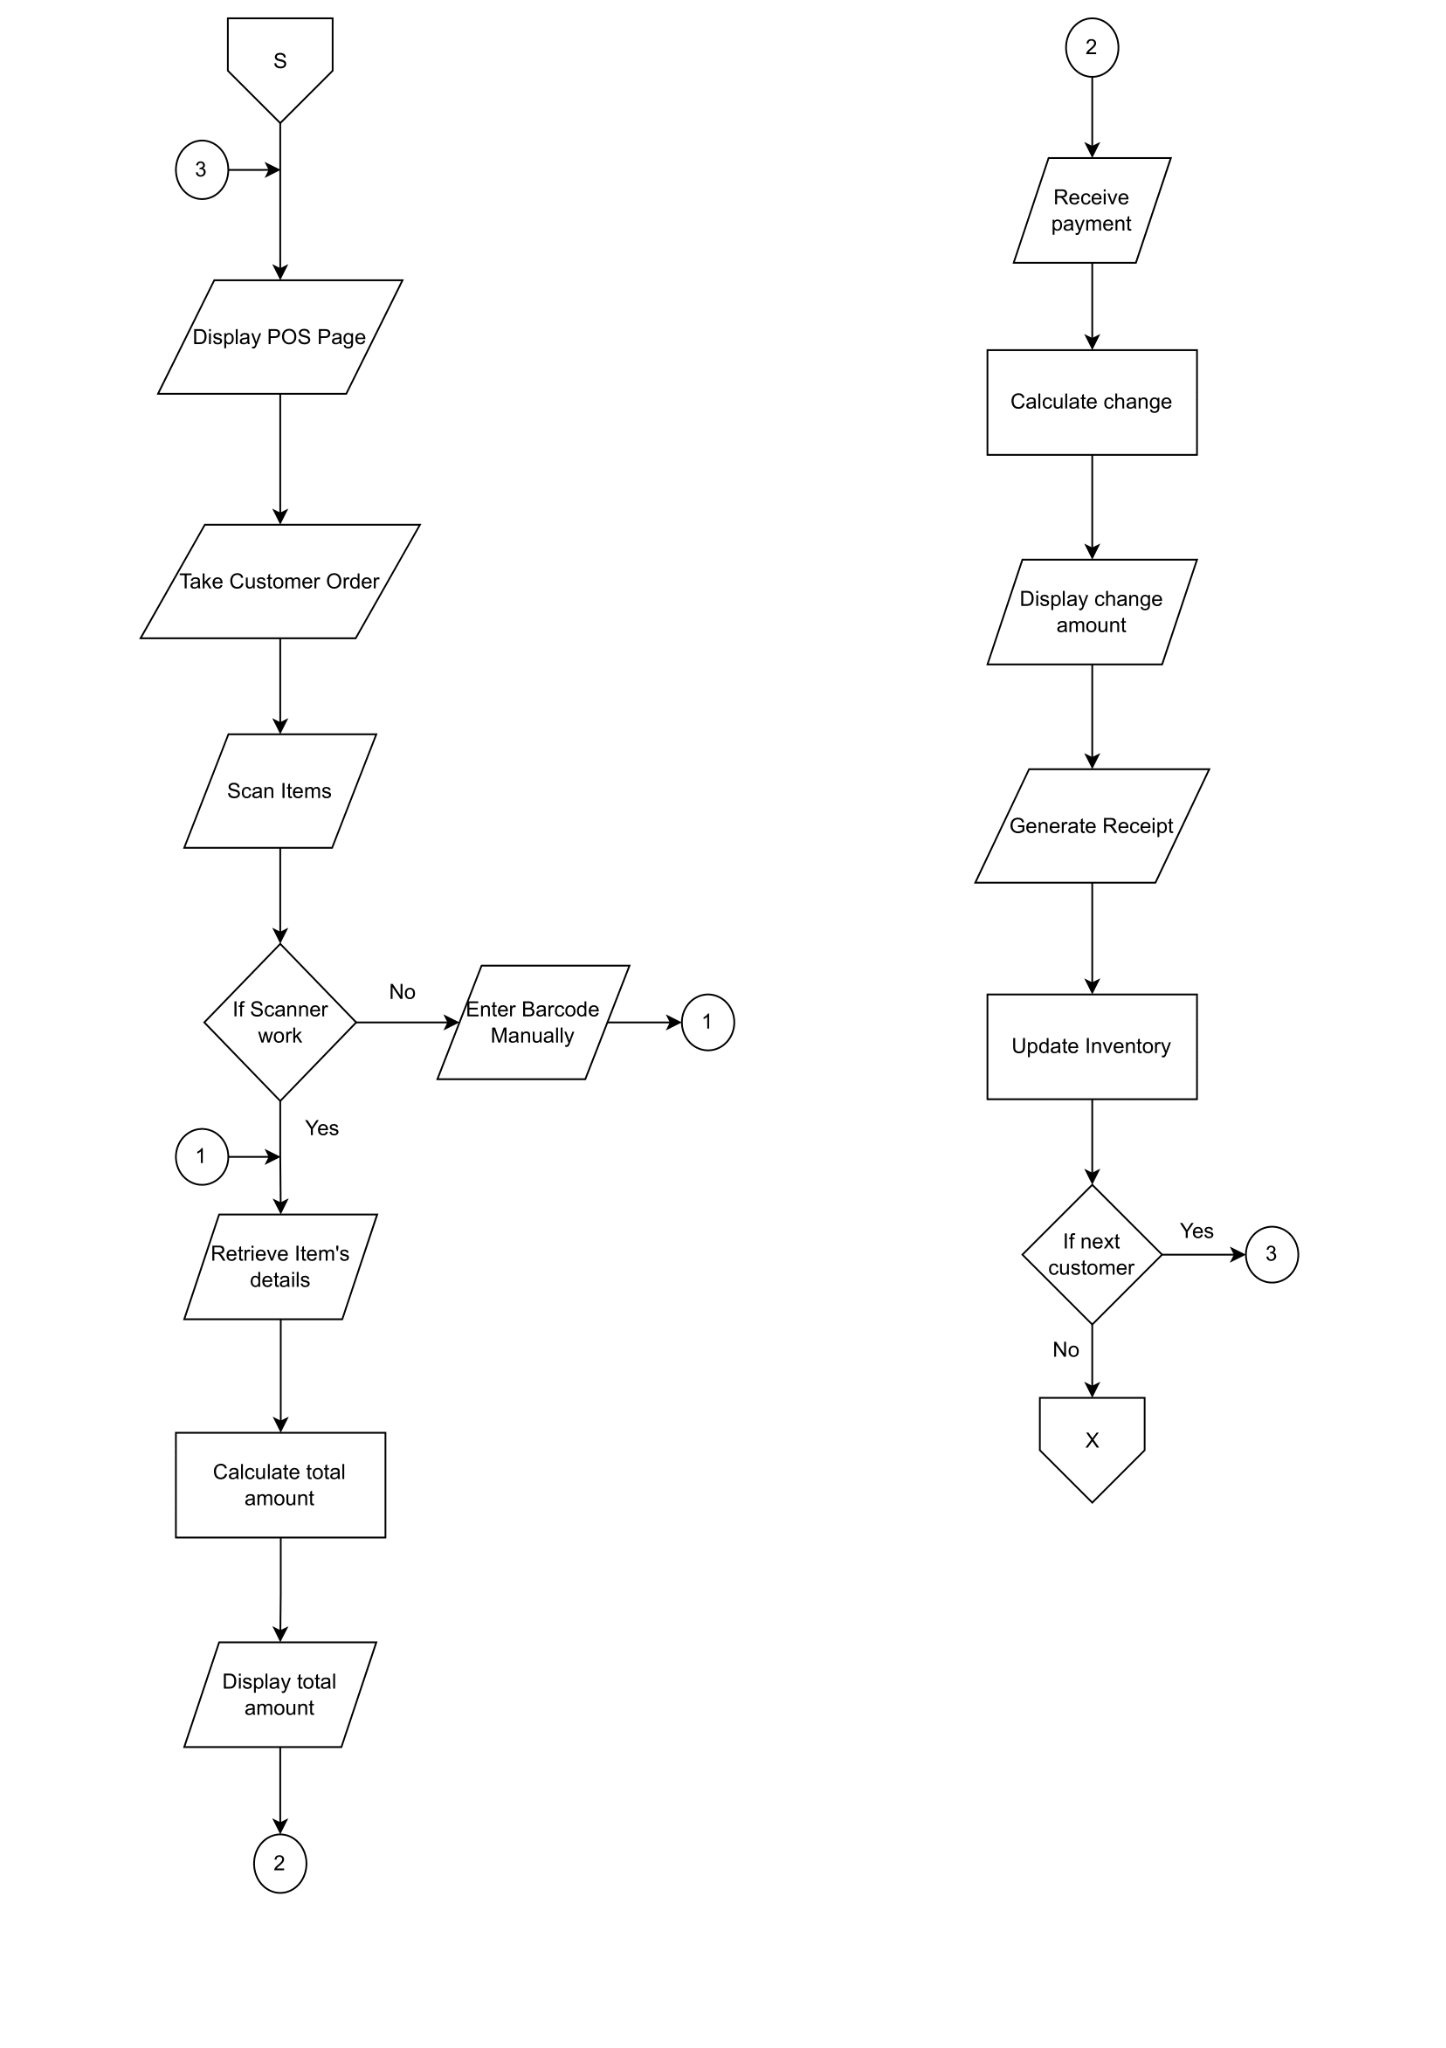 S
3
Display POS Page
Take Customer Order
Scan Items
If Scanner
work
No
Enter Barcode
Manually
1
Yes
1
Retrieve Item's
details
Calculate total
amount
Display total
amount
2
2
Receive
payment
Calculate change
Display change
amount
Generate Receipt
Update Inventory
If next
customer
Yes
3
No
X